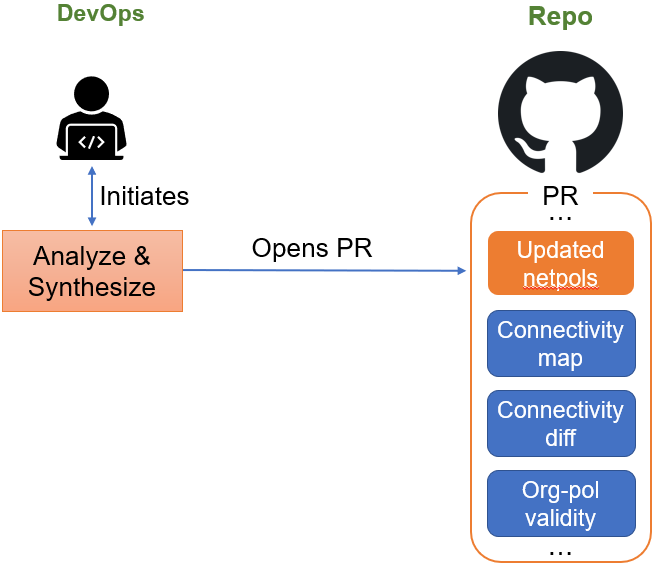 DevOps
Repo
</>
Initiates
Analyze &
Synthesize
Opens PR
PR
...
Updated
netpols
Connectivity
map
Connectivity
diff
Org-pol
validity
...